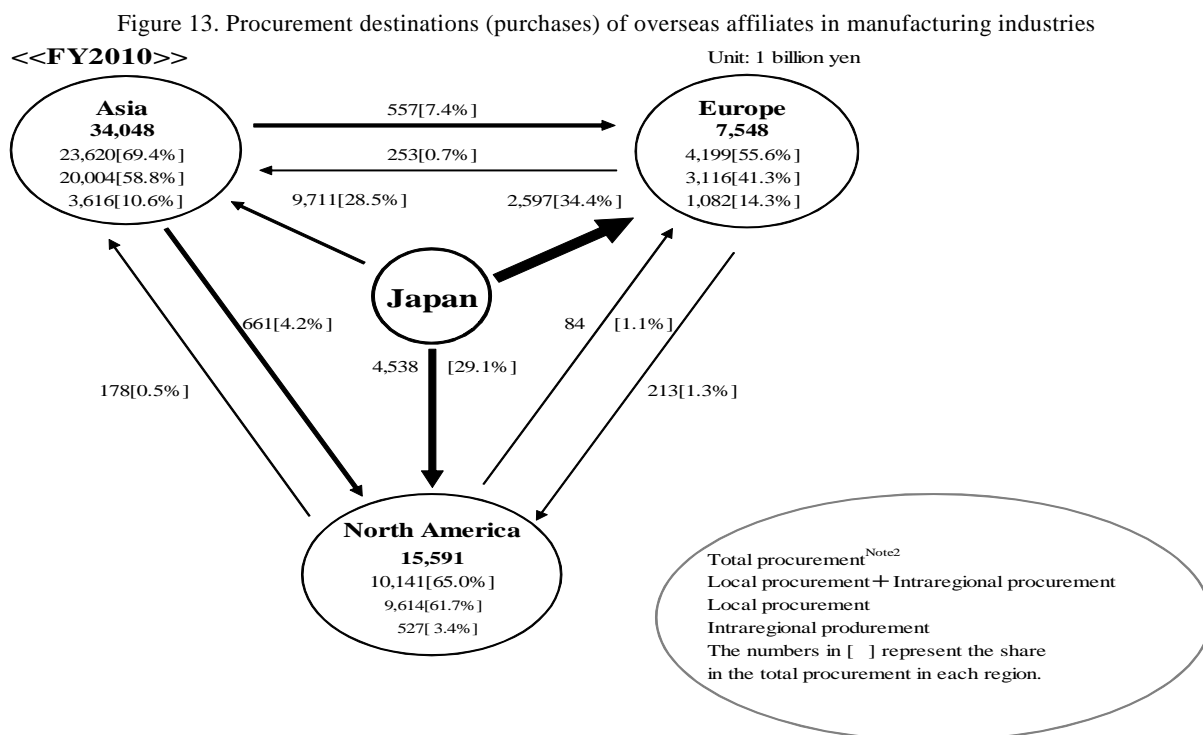 Figure 13. Procurement destinations (purchases) of overseas affiliates in manufacturing industries
<<FY2010>>
Unit: 1 billion yen
Asia
34,048
23,620[69.4%]
20,004[58.8%]
3,616[10.6%]
557[7.4%]
253[0.7%]
Europe
7,548
4,199[55.6%]
3,116[41.3%]
1,082[14.3%]
9,711[28.5%]
2,597[34.4%]
Japan
661[4.2%]
84 [1.1%]
4,538 [29.1%]
178[0.5%]
213[1.3%]
North America
15,591
10,141[65.0%]
9,614[61.7%]
527[ 3.4%]
Total procurement Note2
Local procurement+Intraregional procurement
Local procurement
Intraregional produrement
The numbers in [ ] represent the share
in the total procurement in each region.